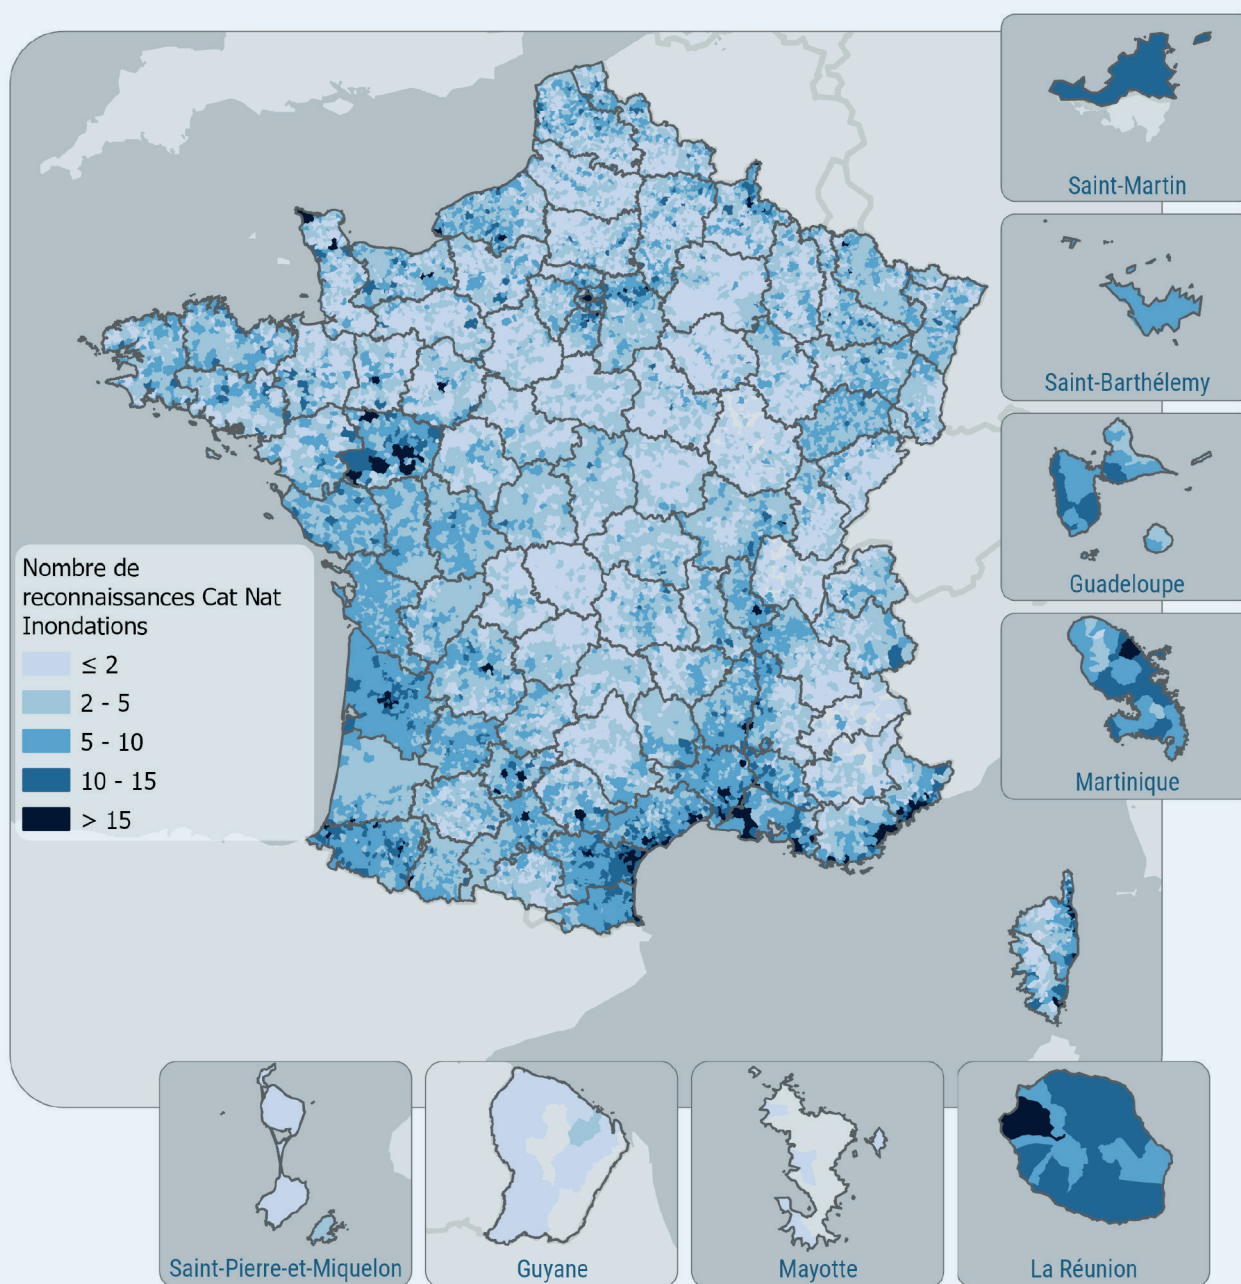 Saint-Martin
Saint-Barthélemy
Guadeloupe
Martinique
Nombre de
reconnaissances Cat Nat
Inondations
≤ 2
2 - 5
5 - 10
10 - 15
> 15
Saint-Pierre-et-Miquelon
Guyane
Mayotte
La Réunion